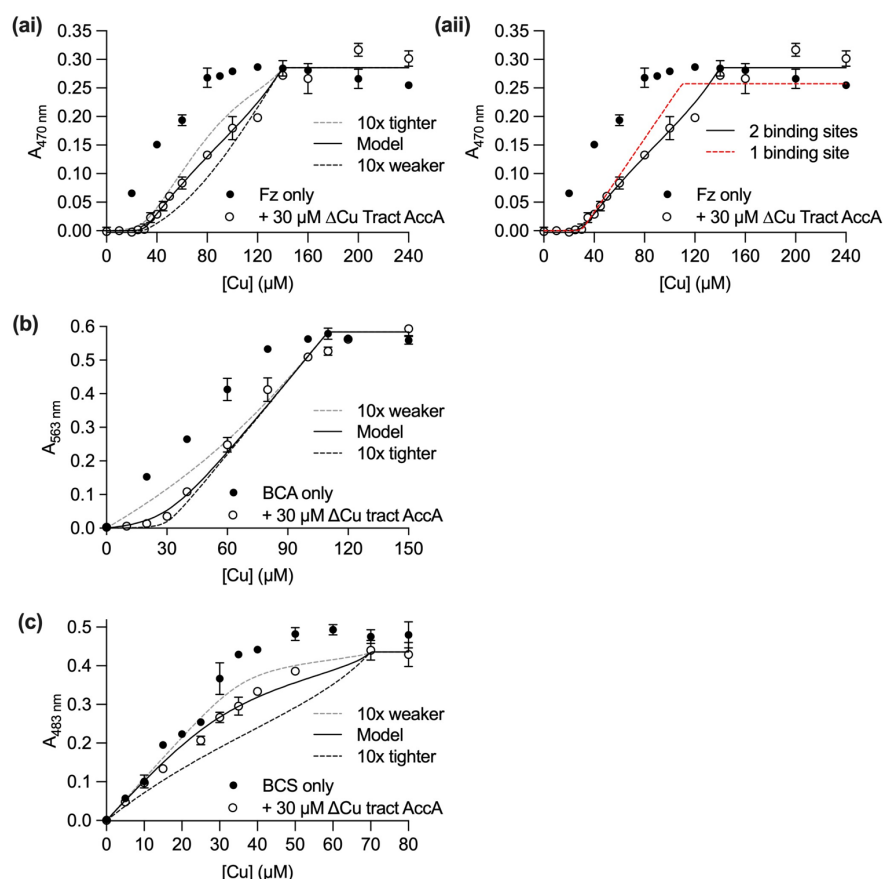 (ai)
0.35
0.30
0.25
0.20
0.15
0.10
0.05
0.00
A470 nm
10x tighter
Model
10x weaker
Fz only
+ 30 µM ΔCu Tract AccA
0 40 80 120 160 200 240
[Cu] (µM)
(aii)
0.35
0.30
0.25
0.20
0.15
0.10
0.05
0.00
A470 nm
2 binding sites
1 binding site
Fz only
+ 30 µM ΔCu Tract AccA
0 40 80 120 160 200 240
[Cu] (µM)
(b)
0.6
0.5
0.4
0.3
0.2
0.1
0.0
A563 nm
10x weaker
Model
10x tighter
BCA only
+ 30 µM ΔCu tract AccA
0 30 60 90 120 150
[Cu] (µM)
(c)
0.5
0.4
0.3
0.2
0.1
0.0
A483 nm
10x weaker
Model
10x tighter
BCS only
+ 30 µM ΔCu tract AccA
0 10 20 30 40 50 60 70 80
[Cu] (µM)